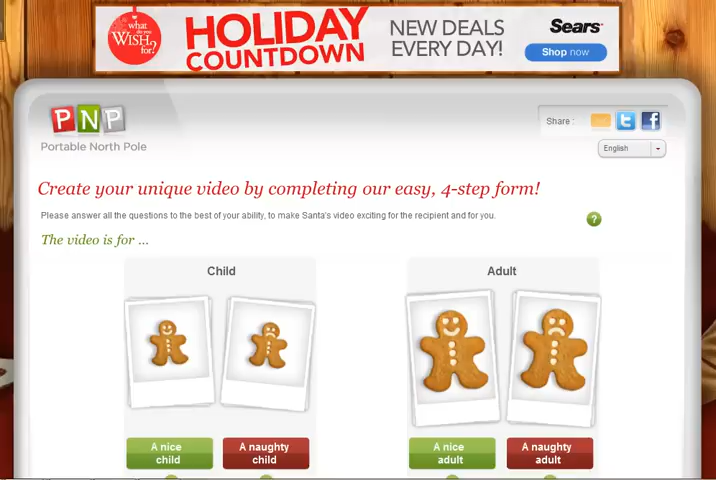 what do you WISH for?
HOLIDAY
COUNTDOWN
NEW DEALS
EVERY DAY!
Sears
Shop now
PNP
Portable North Pole
Share :
English
Create your unique video by completing our easy, 4-step form!
Please answer all the questions to the best of your ability, to make Santa's video exciting for the recipient and for you.
?
The video is for ...
Child
Adult
A nice
child
A naughty
child
A nice
adult
A naughty
adult